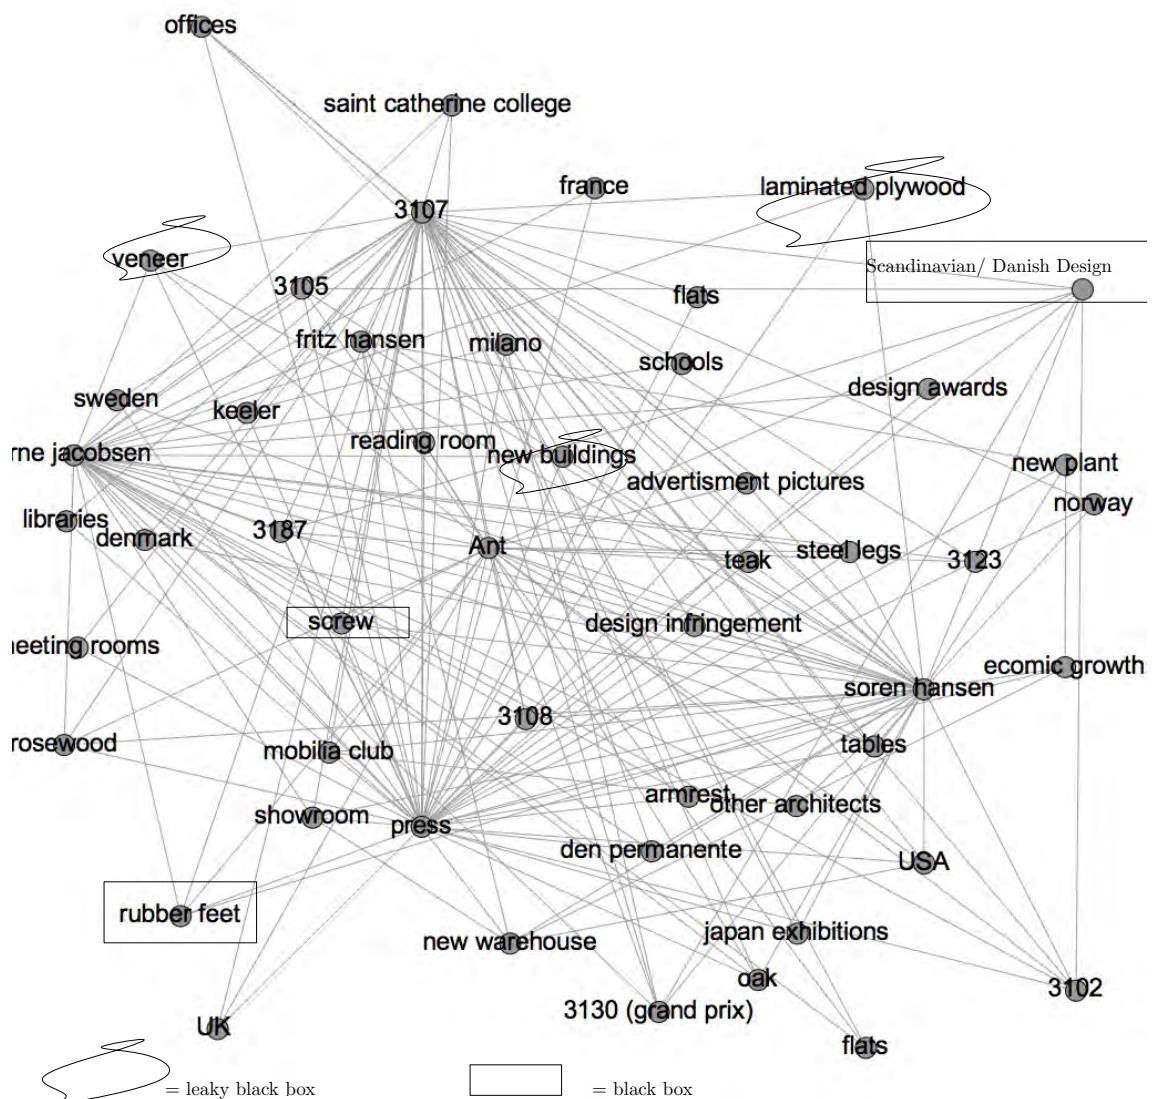 offices
saint catherine college
france
laminated plywood
3107
veneer
Scandinavian/ Danish Design
3105
flats
fritz hansen
milano
schools
design awards
sweden
keeler
reading room
rne jacobsen
new buildings
new plant
advertisment pictures
norway
libraries
3187
denmark
Ant
steel legs
teak
3123
screw
design infringement
eeting rooms
ecomic growth
soren hansen
3108
rosewood
mobilia club
tables
armrest
other architects
showroom
press
den permanente
USA
rubber feet
japan exhibitions
new warehouse
oak
3102
3130 (grand prix)
UK
flats
= leaky black box
= black box